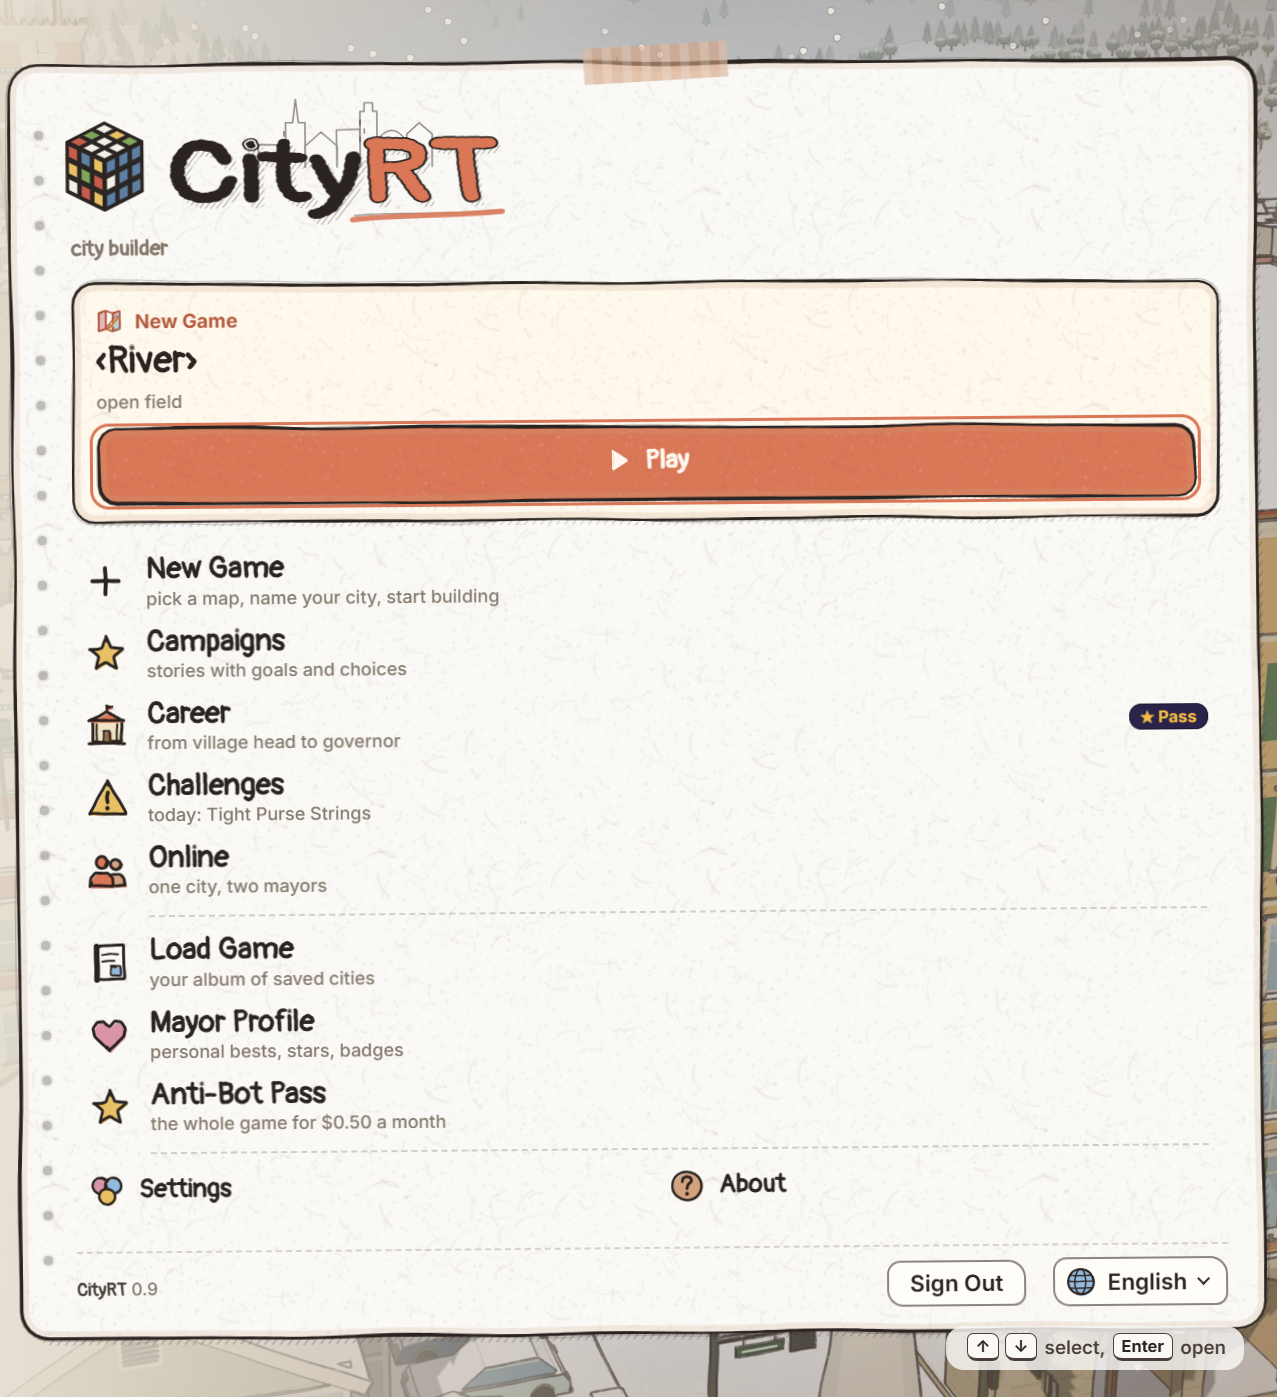 CityRT
city builder
New Game
‹River›
open field
Play
New Game
pick a map, name your city, start building
Campaigns
stories with goals and choices
Career
from village head to governor
★ Pass
Challenges
today: Tight Purse Strings
Online
one city, two mayors
Load Game
your album of saved cities
Mayor Profile
personal bests, stars, badges
Anti-Bot Pass
the whole game for $0.50 a month
Settings
? About
CityRT 0.9
Sign Out
English
↑ ↓ select, Enter open